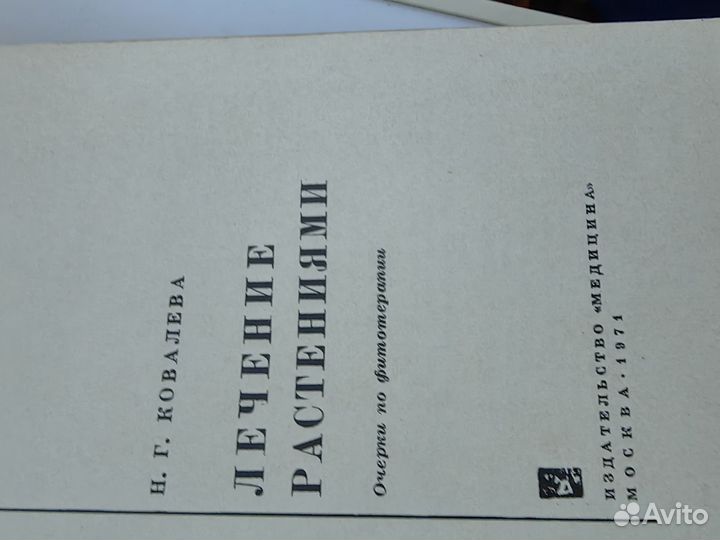 Н. Г. КОВАЛЕВА
ЛЕЧЕНИЕ
РАСТЕНИЯМИ
Очерки по фитотерапии
ИЗДАТЕЛЬСТВО «МЕДИЦИНА»
МОСКВА · 1971
Avito